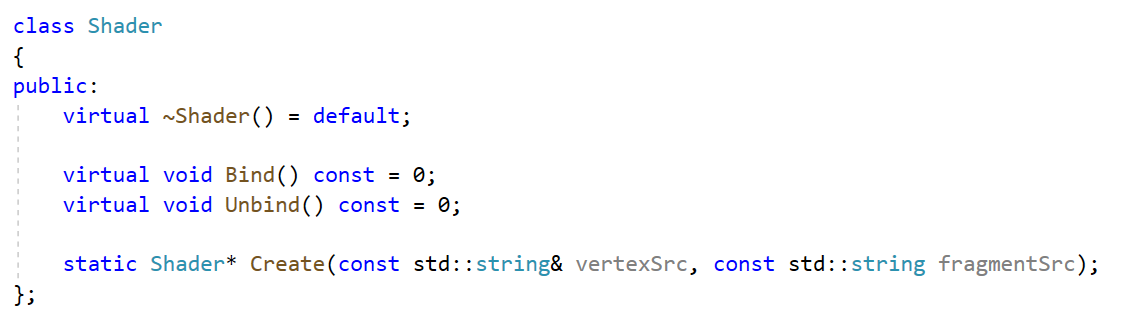 class Shader
{
public:
    virtual ~Shader() = default;

    virtual void Bind() const = 0;
    virtual void Unbind() const = 0;

    static Shader* Create(const std::string& vertexSrc, const std::string fragmentSrc);
};